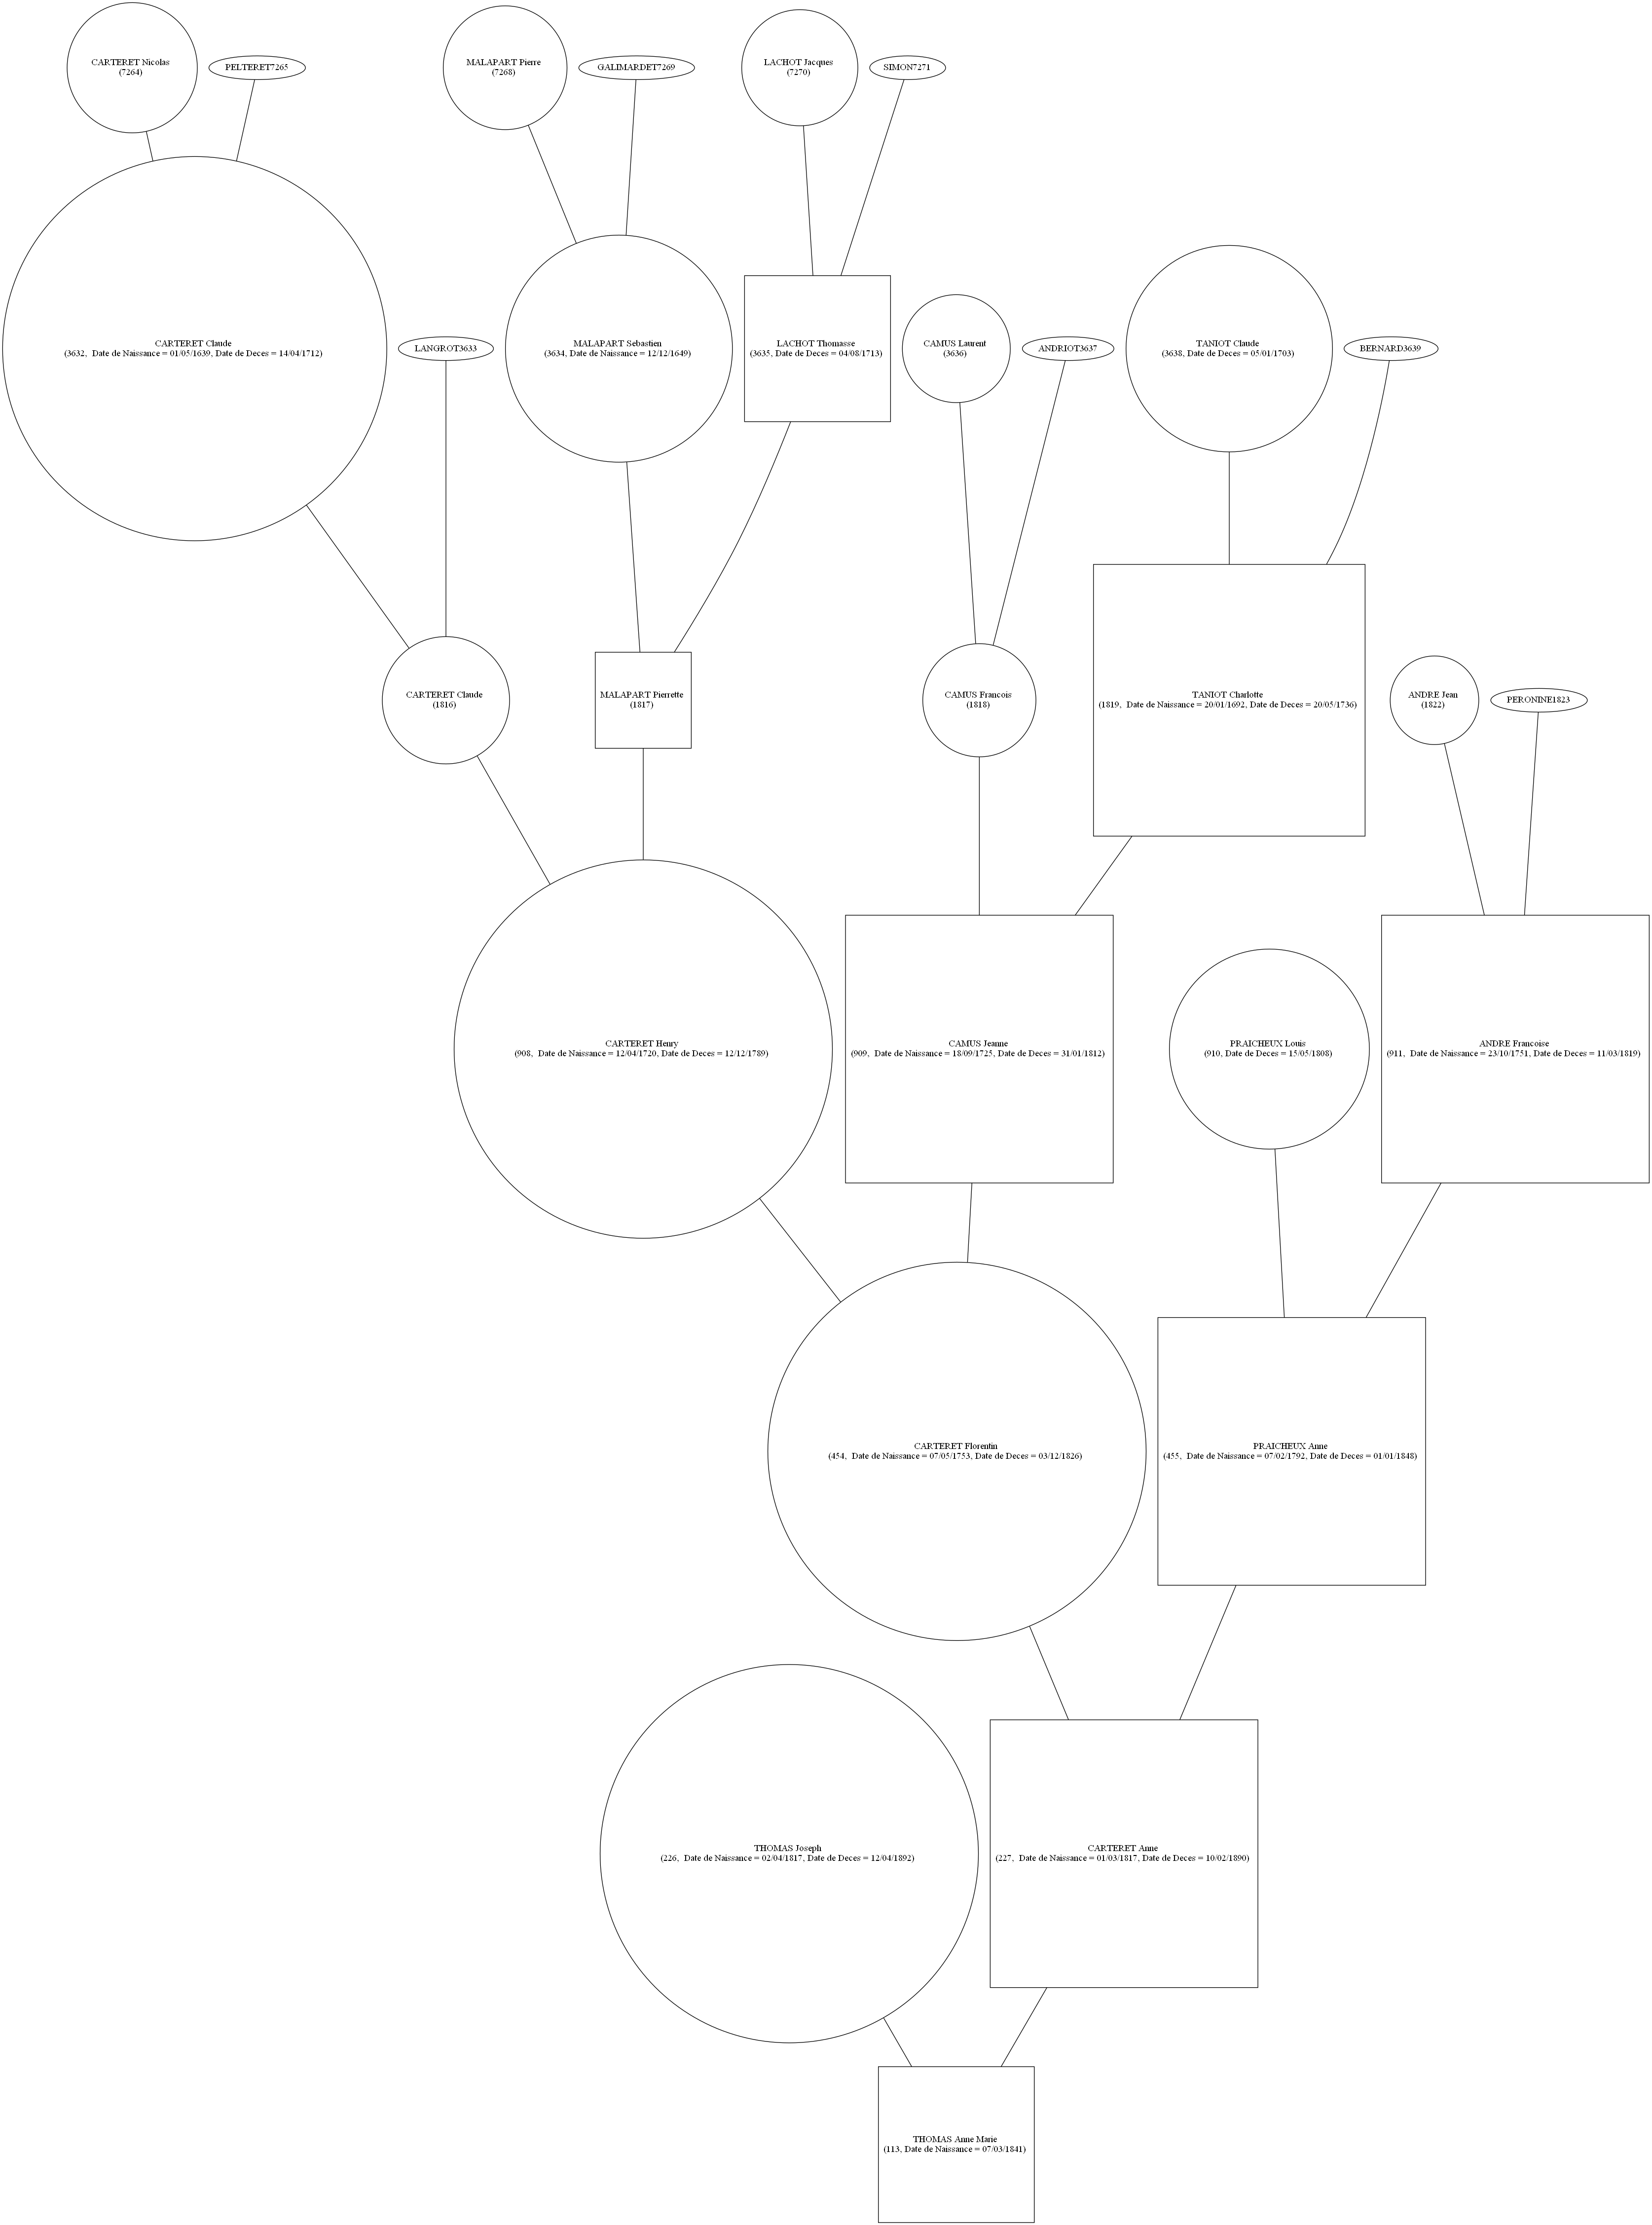 CARTERET Nicolas
(7264)
PELTERET7265
MALAPART Pierre
(7268)
GALIMARDET7269
LACHOT Jacques
(7270)
SIMON7271
CARTERET Claude
(3632,  Date de Naissance = 01/05/1639, Date de Deces = 14/04/1712)
LANGROT3633
MALAPART Sebastien
(3634, Date de Naissance = 12/12/1649)
LACHOT Thomasse
(3635, Date de Deces = 04/08/1713)
CAMUS Laurent
(3636)
ANDRIOT3637
TANIOT Claude
(3638, Date de Deces = 05/01/1703)
BERNARD3639
CARTERET Claude
(1816)
MALAPART Pierrette
(1817)
CAMUS Francois
(1818)
TANIOT Charlotte
(1819,  Date de Naissance = 20/01/1692, Date de Deces = 20/05/1736)
ANDRE Jean
(1822)
PERONINE1823
CARTERET Henry
(908,  Date de Naissance = 12/04/1720, Date de Deces = 12/12/1789)
CAMUS Jeanne
(909,  Date de Naissance = 18/09/1725, Date de Deces = 31/01/1812)
PRAICHEUX Louis
(910, Date de Deces = 15/05/1808)
ANDRE Francoise
(911,  Date de Naissance = 23/10/1751, Date de Deces = 11/03/1819)
CARTERET Florentin
(454,  Date de Naissance = 07/05/1753, Date de Deces = 03/12/1826)
PRAICHEUX Anne
(455,  Date de Naissance = 07/02/1792, Date de Deces = 01/01/1848)
THOMAS Joseph
(226,  Date de Naissance = 02/04/1817, Date de Deces = 12/04/1892)
CARTERET Anne
(227,  Date de Naissance = 01/03/1817, Date de Deces = 10/02/1890)
THOMAS Anne Marie
(113, Date de Naissance = 07/03/1841)